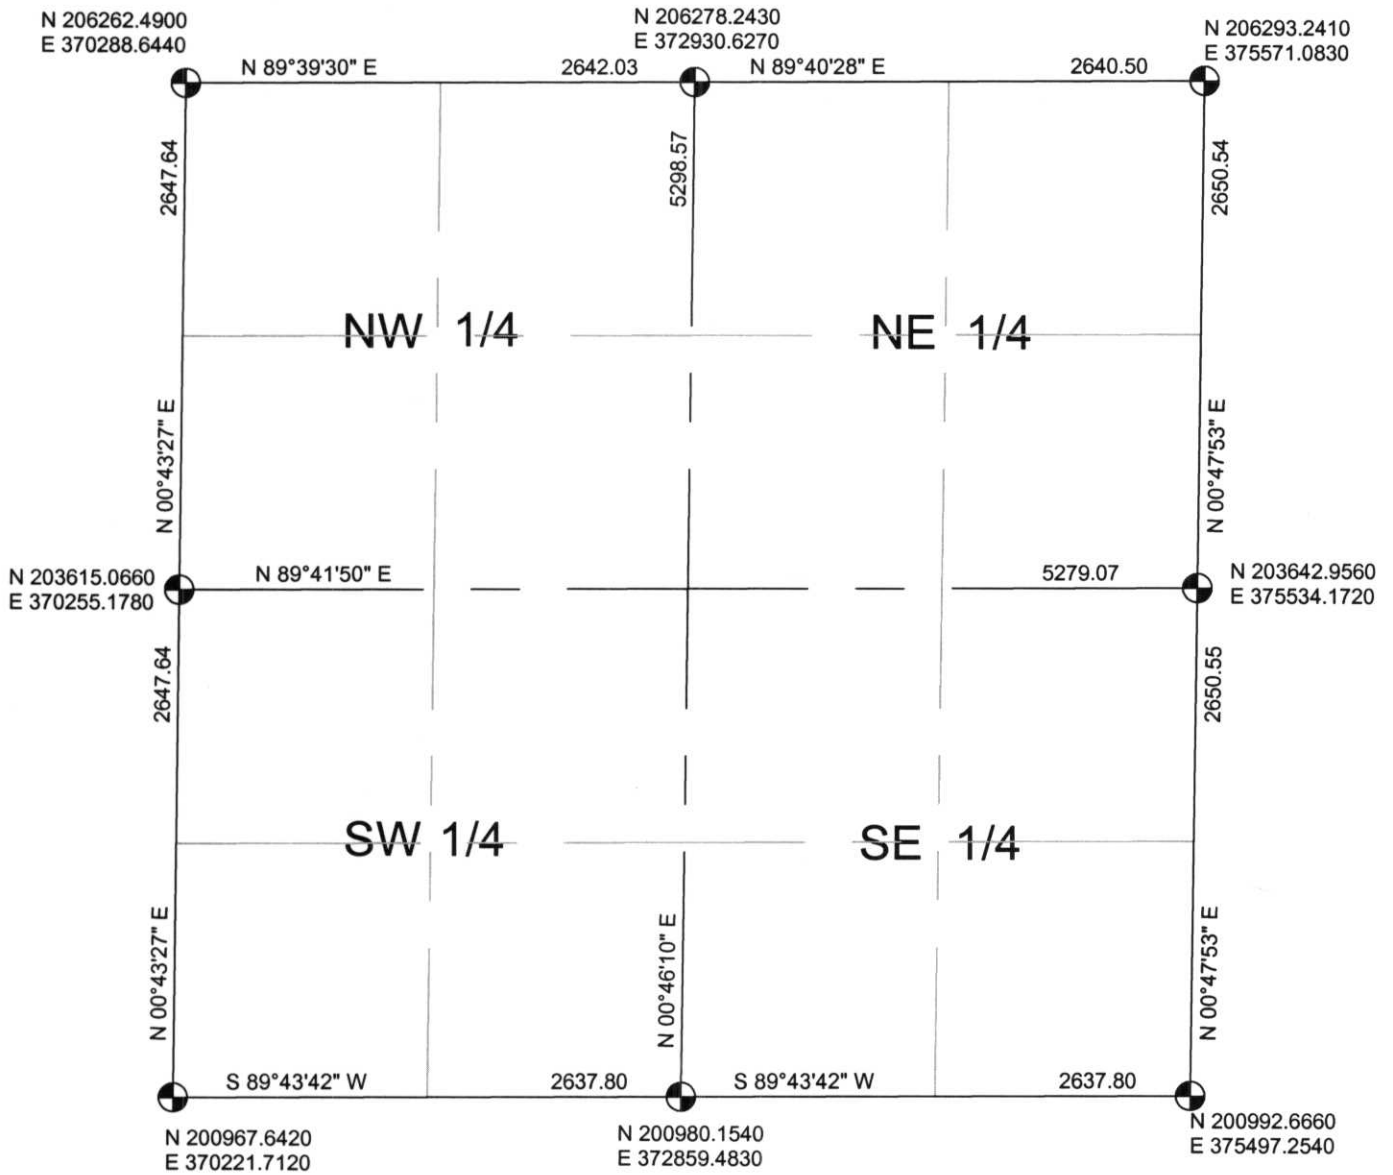 N 206262.4900
E 370288.6440
N 206278.2430
E 372930.6270
N 206293.2410
E 375571.0830
N 89°39'30" E
2642.03
N 89°40'28" E
2640.50
2647.64
5298.57
2650.54
NW 1/4
NE 1/4
N 00°43'27" E
N 00°47'53" E
N 203615.0660
E 370255.1780
N 89°41'50" E
5279.07
N 203642.9560
E 375534.1720
2647.64
2650.55
SW 1/4
SE 1/4
N 00°43'27" E
N 00°46'10" E
N 00°47'53" E
S 89°43'42" W
2637.80
S 89°43'42" W
2637.80
N 200967.6420
E 370221.7120
N 200980.1540
E 372859.4830
N 200992.6660
E 375497.2540